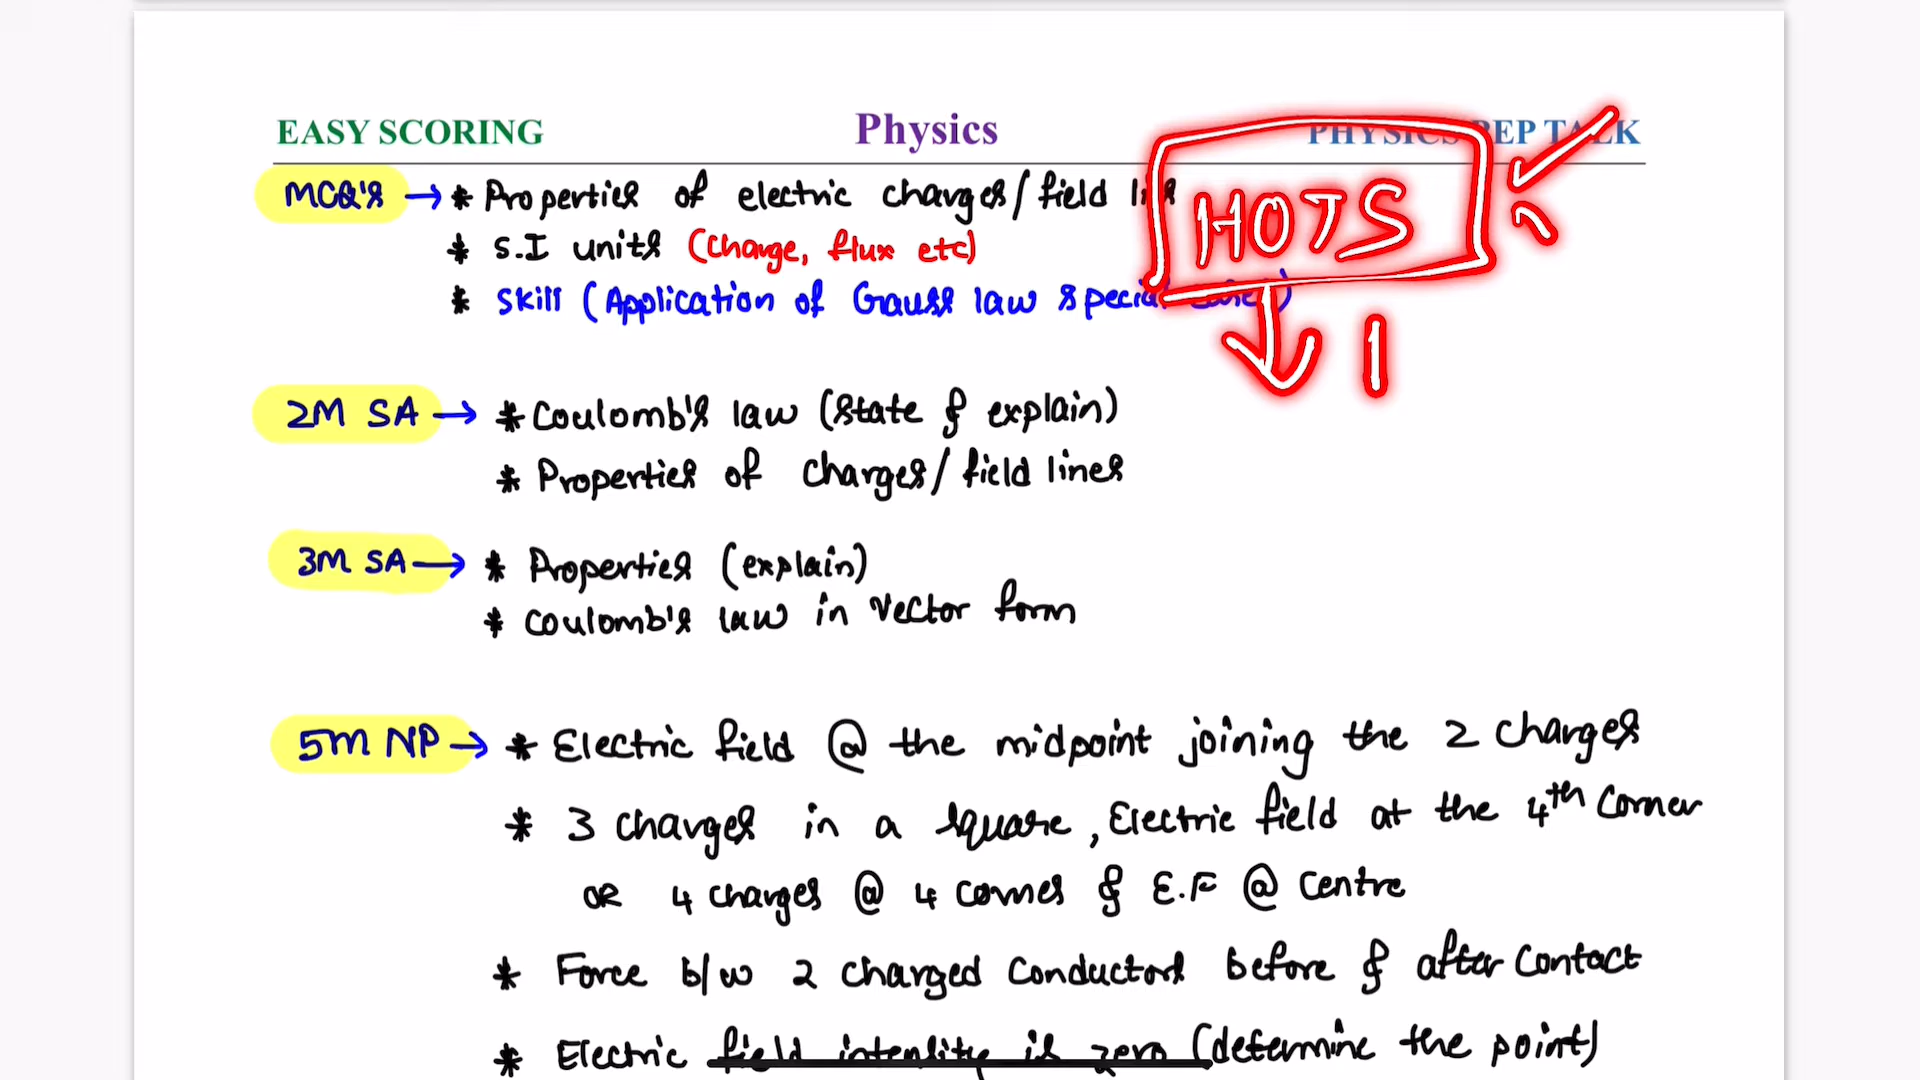 EASY SCORING Physics PHYSICS PEP TALK
HOTS
1
MCQ's → * Properties of electric charges/field
* S.I units (charge, flux etc)
* Skill (Application of Gauss law special cases)
2M SA → * Coulomb's law (state & explain)
* Properties of charges/field lines
3M SA → * Properties (explain)
* Coulomb's law in vector form
5M NP → * Electric field @ the midpoint joining the 2 charges
* 3 charges in a square, Electric field at the 4th corner
OR 4 charges @ 4 corners & E.F @ centre
* Force b/w 2 charged conductors before & after contact
* Electric field intensity is zero (determine the point)